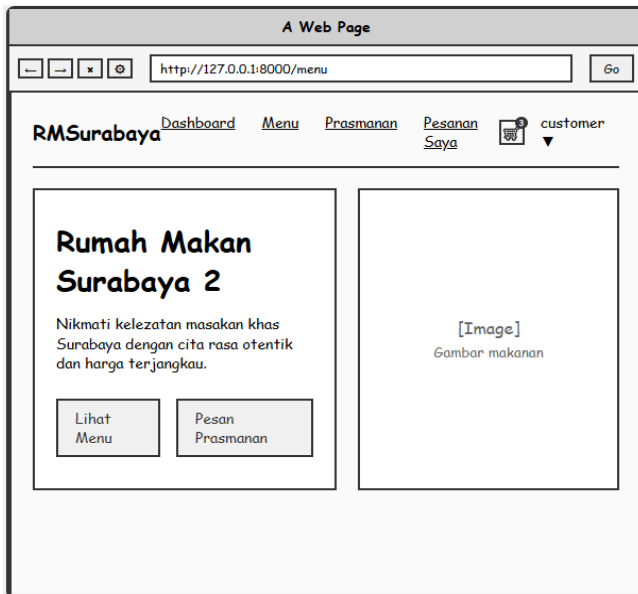 A Web Page
← → × ⚙ http://127.0.0.1:8000/menu Go
RMSurabaya Dashboard Menu Prasmanan Pesanan Saya 3 customer ▼
Rumah Makan
Surabaya 2
Nikmati kelezatan masakan khas
Surabaya dengan cita rasa otentik
dan harga terjangkau.
Lihat
Menu
Pesan
Prasmanan
[Image]
Gambar makanan